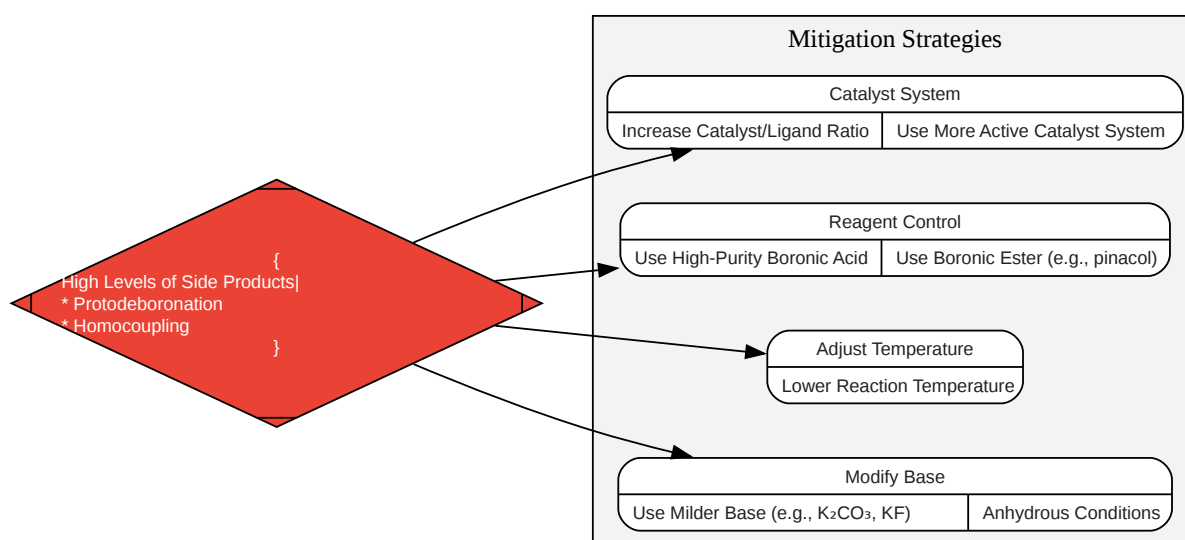 {
High Levels of Side Products|
* Protodeboronation
* Homocoupling
}
Mitigation Strategies
Catalyst System
Increase Catalyst/Ligand Ratio
Use More Active Catalyst System
Reagent Control
Use High-Purity Boronic Acid
Use Boronic Ester (e.g., pinacol)
Adjust Temperature
Lower Reaction Temperature
Modify Base
Use Milder Base (e.g., K₂CO₃, KF)
Anhydrous Conditions